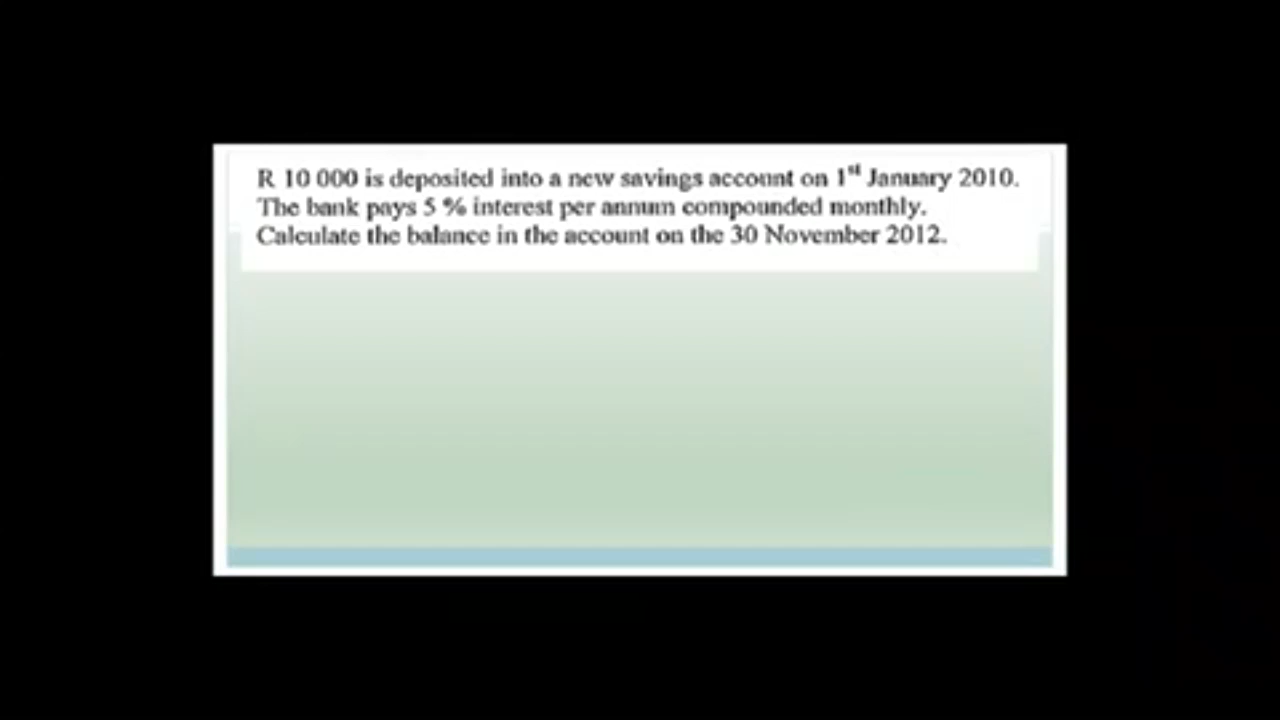 R 10 000 is deposited into a new savings account on 1st January 2010.
The bank pays 5 % interest per annum compounded monthly.
Calculate the balance in the account on the 30 November 2012.